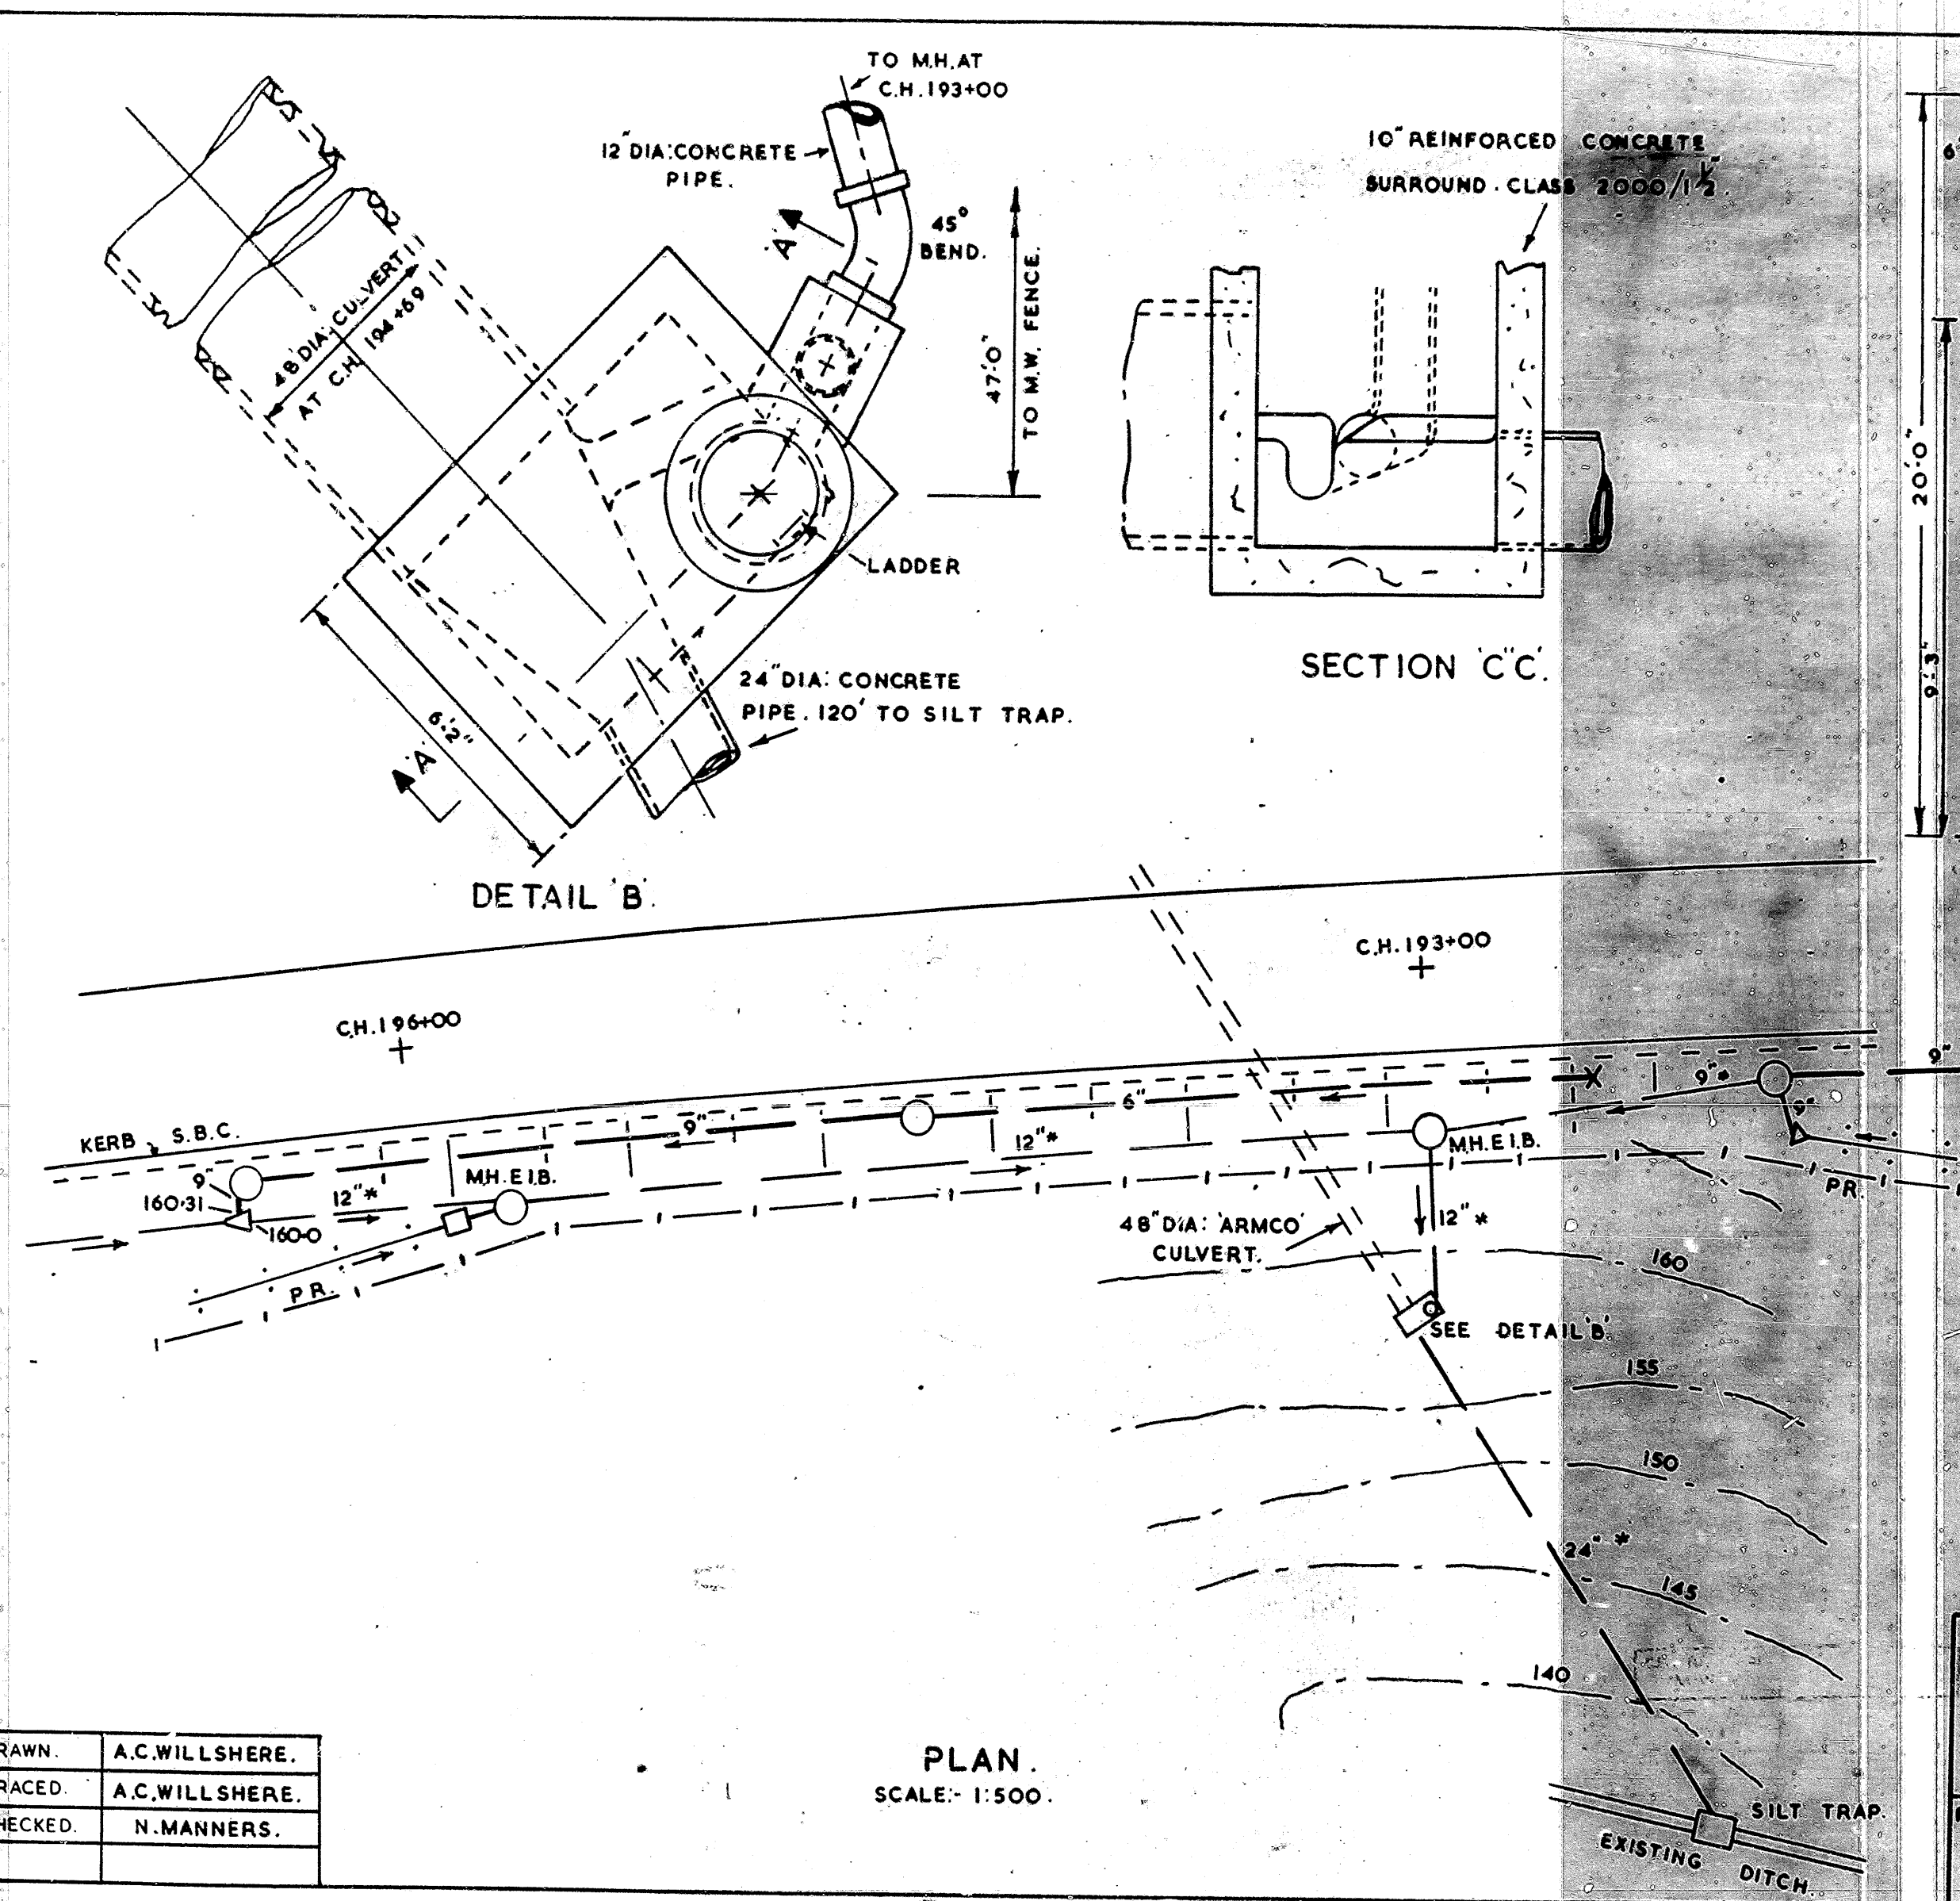 TO M.H. AT
C.H. 193+00
12" DIA: CONCRETE
PIPE.
45°
BEND.
'A'
48" DIA: CULVERT
AT C.H. 194+69
47'-0"
TO M.W. FENCE.
LADDER
24" DIA: CONCRETE
PIPE. 120' TO SILT TRAP.
6'-2"
'A'
DETAIL 'B'.
10" REINFORCED CONCRETE
SURROUND. CLASS 2000/1½".
SECTION 'C''C'.
20'-0"
9'-3"
C.H. 193+00
C.H. 196+00
KERB
S.B.C.
9"
160·31
160·0
12"*
M.H.E.I.B.
P.R.
9"
12"*
6"
M.H.E.I.B.
9"*
9"
9"
P.R.
48" DIA: 'ARMCO'
CULVERT.
12"*
SEE DETAIL 'B'.
160
155
150
24" *
145
140
SILT TRAP.
EXISTING DITCH.
PLAN.
SCALE:- 1:500.
RAWN. A.C. WILLSHERE.
RACED. A.C. WILLSHERE.
HECKED. N. MANNERS.